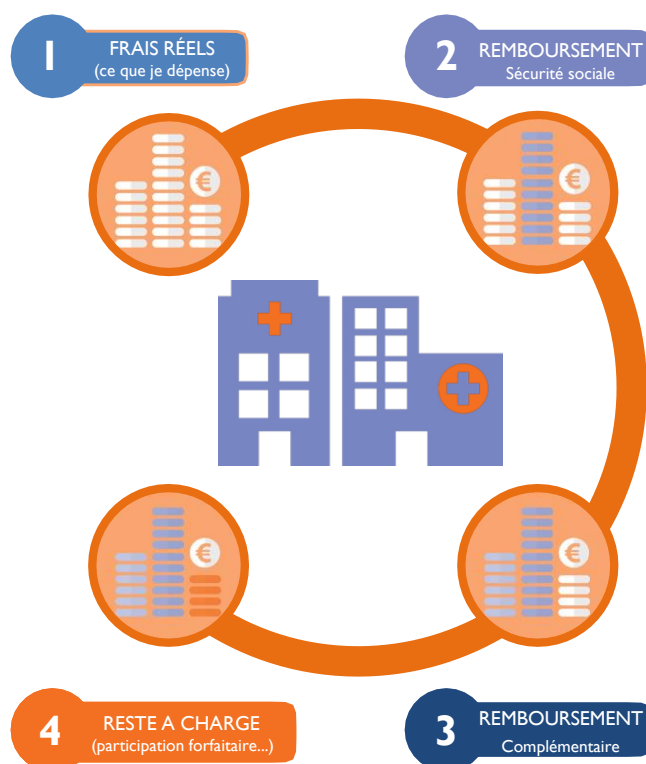 1
FRAIS RÉELS
(ce que je dépense)
2
REMBOURSEMENT
Sécurité sociale
€
€
€
€
4
RESTE A CHARGE
(participation forfaitaire...)
3
REMBOURSEMENT
Complémentaire